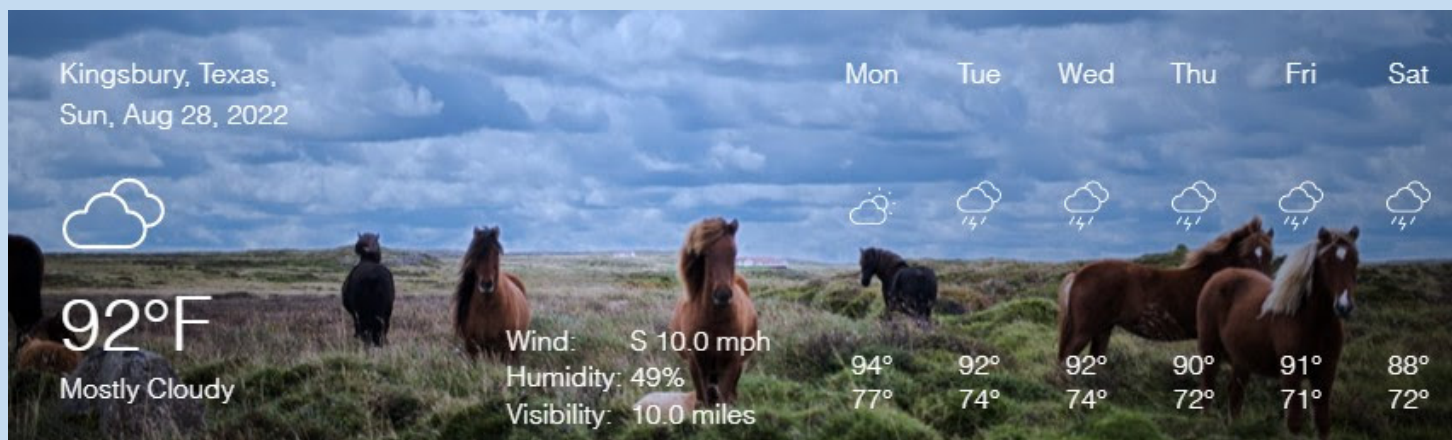 Kingsbury, Texas,
Sun, Aug 28, 2022
92°F
Mostly Cloudy
Wind: S 10.0 mph
Humidity: 49%
Visibility: 10.0 miles
Mon Tue Wed Thu Fri Sat
94° 92° 92° 90° 91° 88°
77° 74° 74° 72° 71° 72°